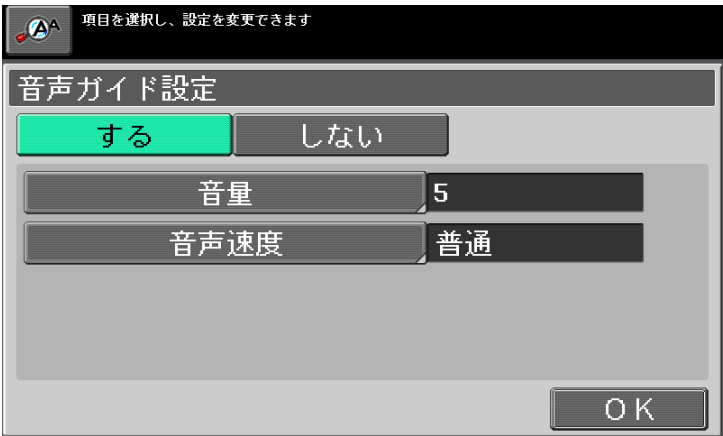 項目を選択し、設定を変更できます
音声ガイド設定
する しない
音量 5
音声速度 普通
OK